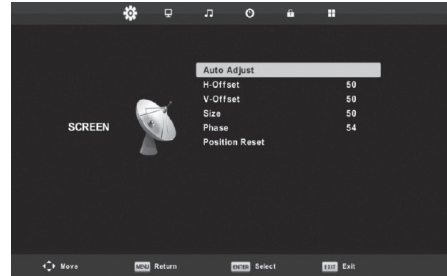 Auto Adjust
H-Offset 50
V-Offset 50
Size 50
SCREEN
Phase 54
Position Reset
Move MENU Return ENTER Select EXIT Exit